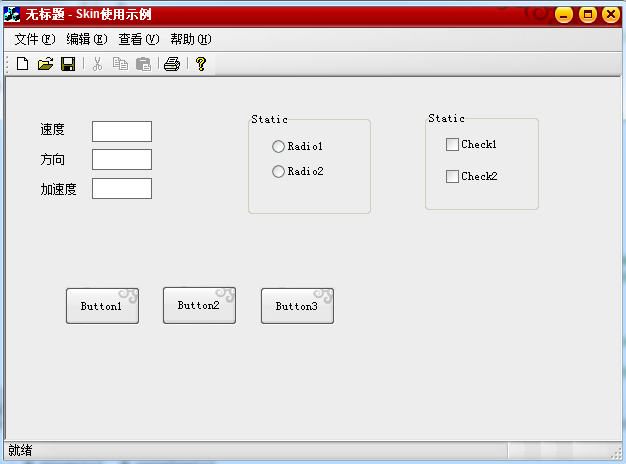 无标题 - Skin使用示例
文件(F) 编辑(E) 查看(V) 帮助(H)
速度
方向
加速度
Static
Radio1
Radio2
Static
Check1
Check2
Button1 Button2 Button3
就绪